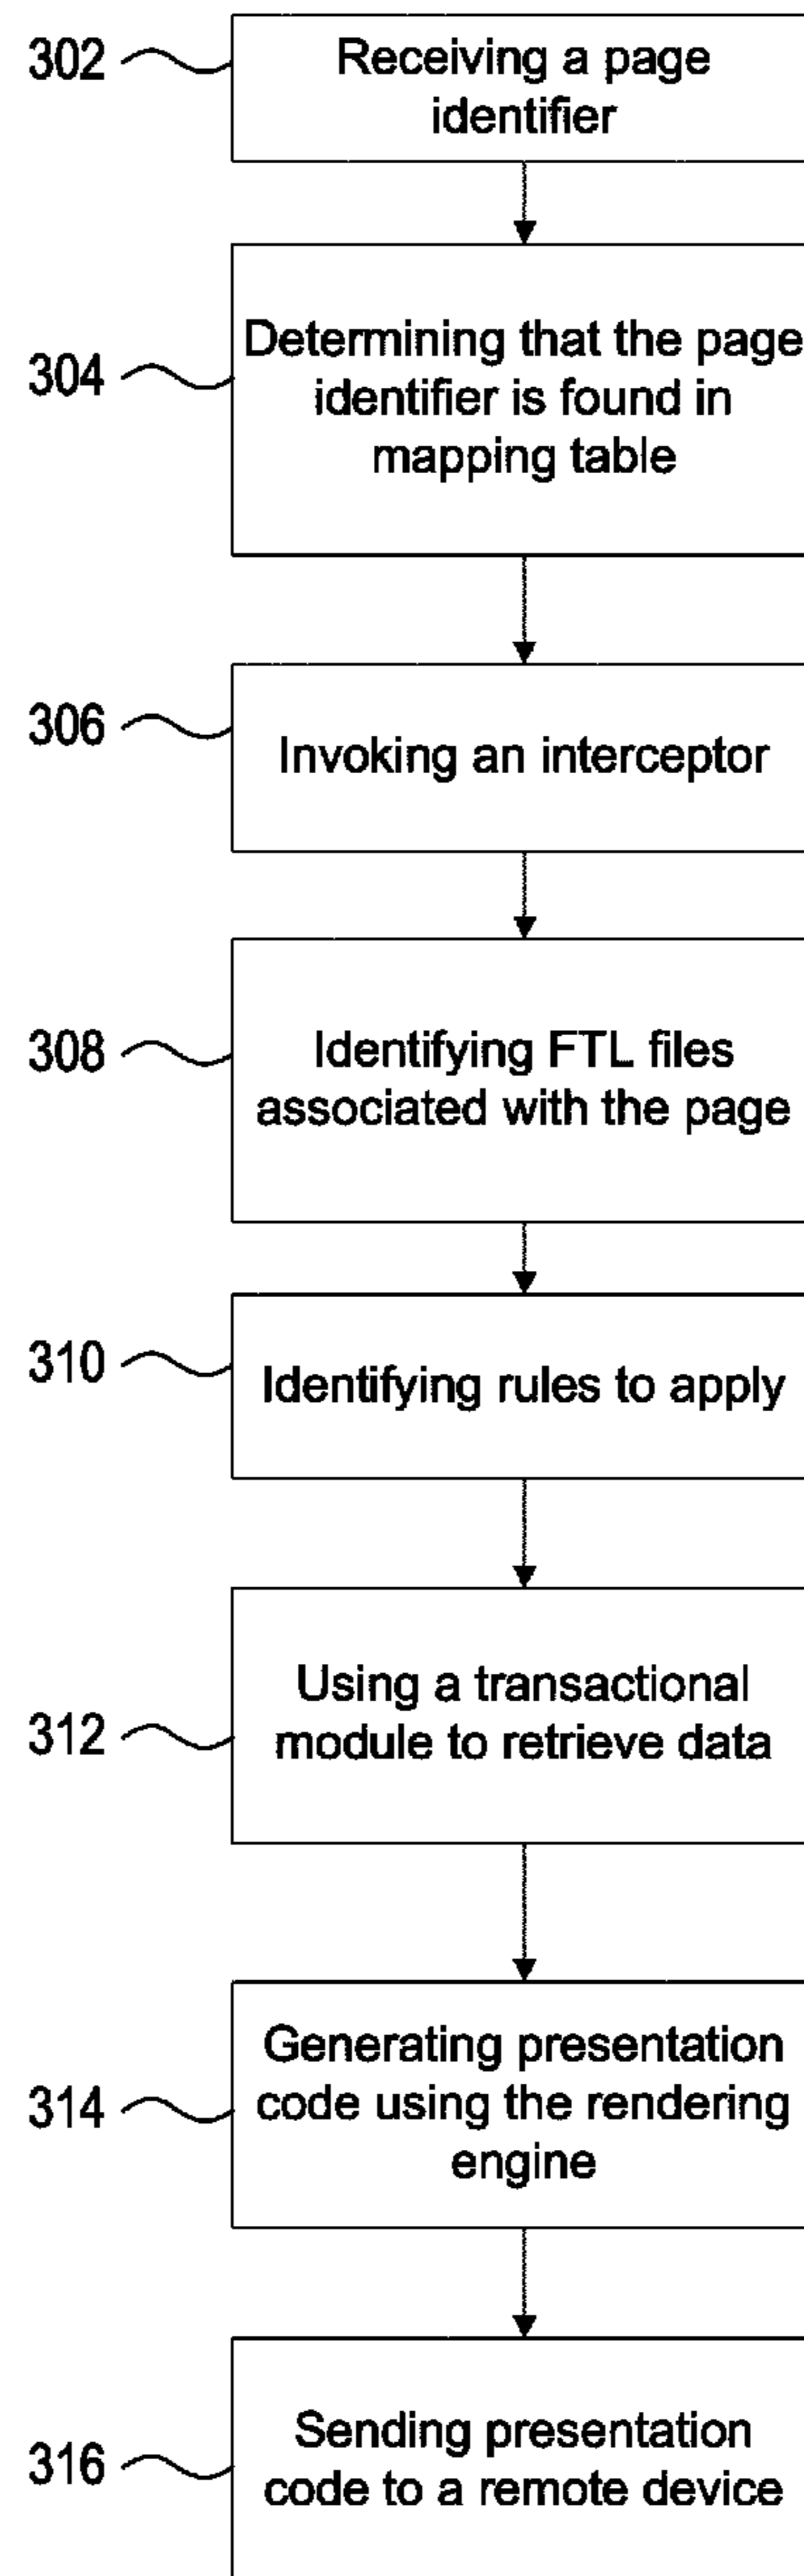 302
Receiving a page
identifier
304
Determining that the page
identifier is found in
mapping table
306
Invoking an interceptor
308
Identifying FTL files
associated with the page
310
Identifying rules to apply
312
Using a transactional
module to retrieve data
314
Generating presentation
code using the rendering
engine
316
Sending presentation
code to a remote device